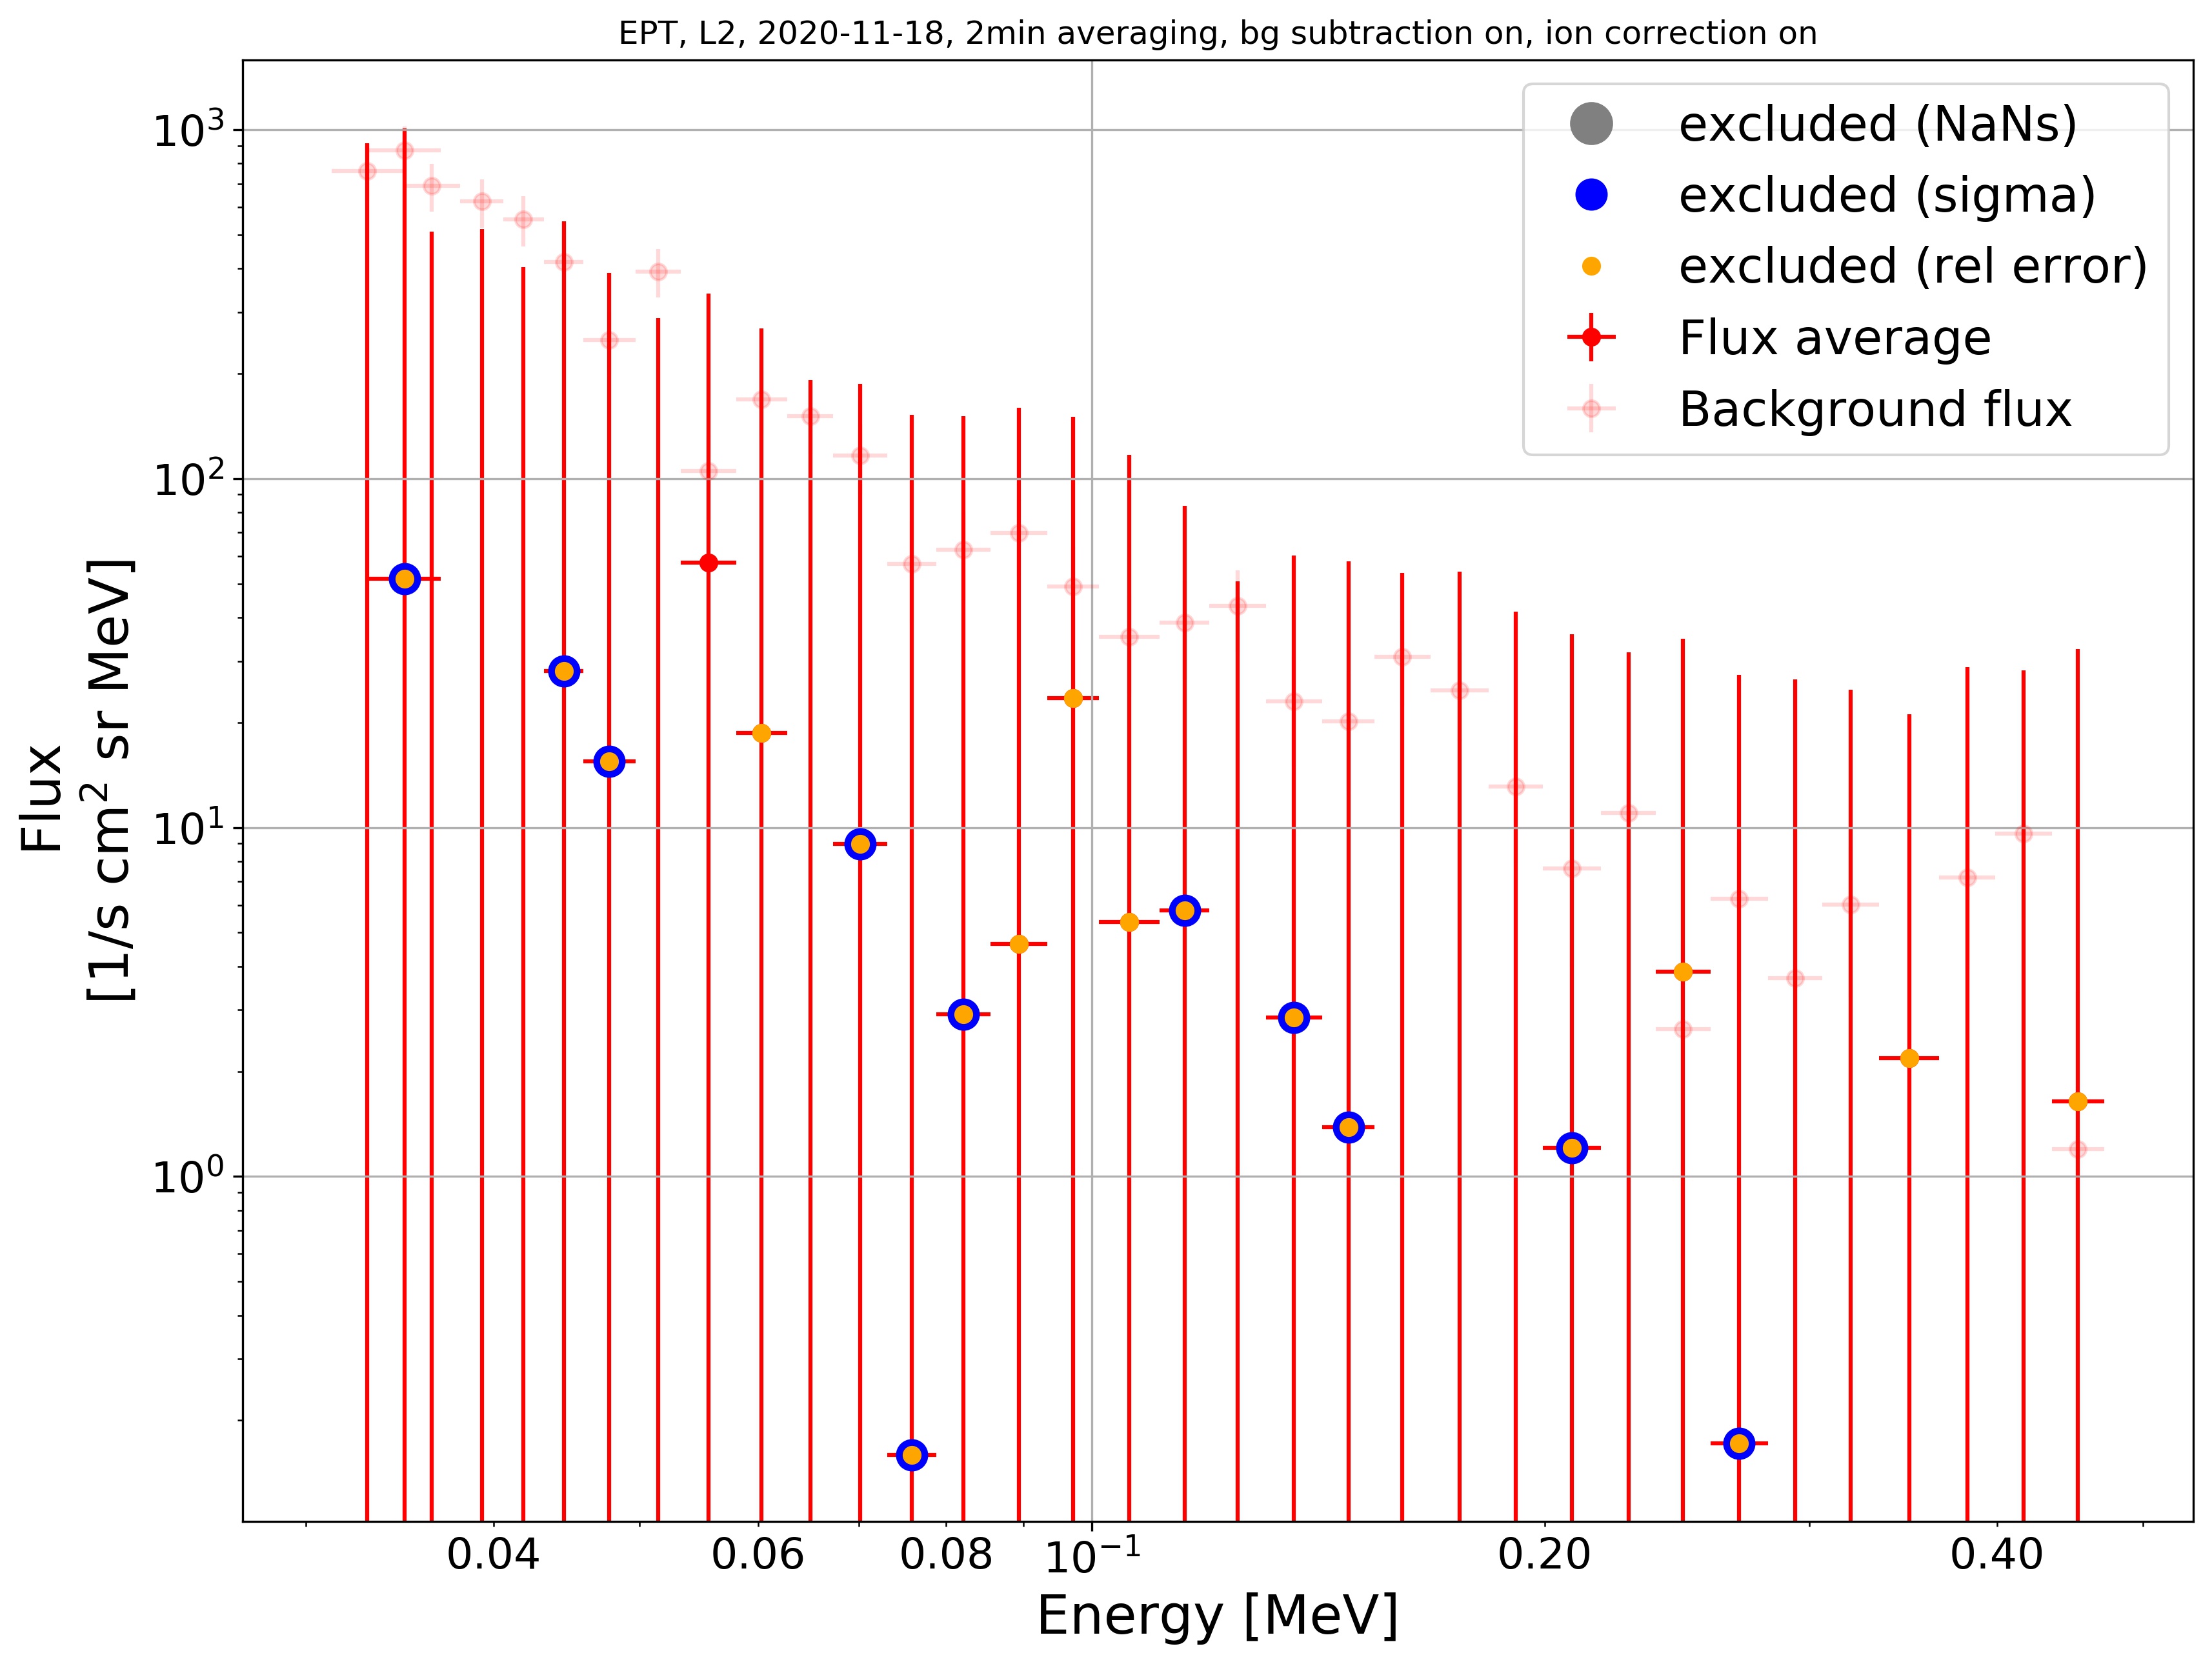 EPT, L2, 2020-11-18, 2min averaging, bg subtraction on, ion correction on
excluded (NaNs)
excluded (sigma)
excluded (rel error)
Flux average
Background flux
10³
10²
10¹
10⁰
Flux
[1/s cm² sr MeV]
0.04 0.06 0.08 10⁻¹ 0.20 0.40
Energy [MeV]